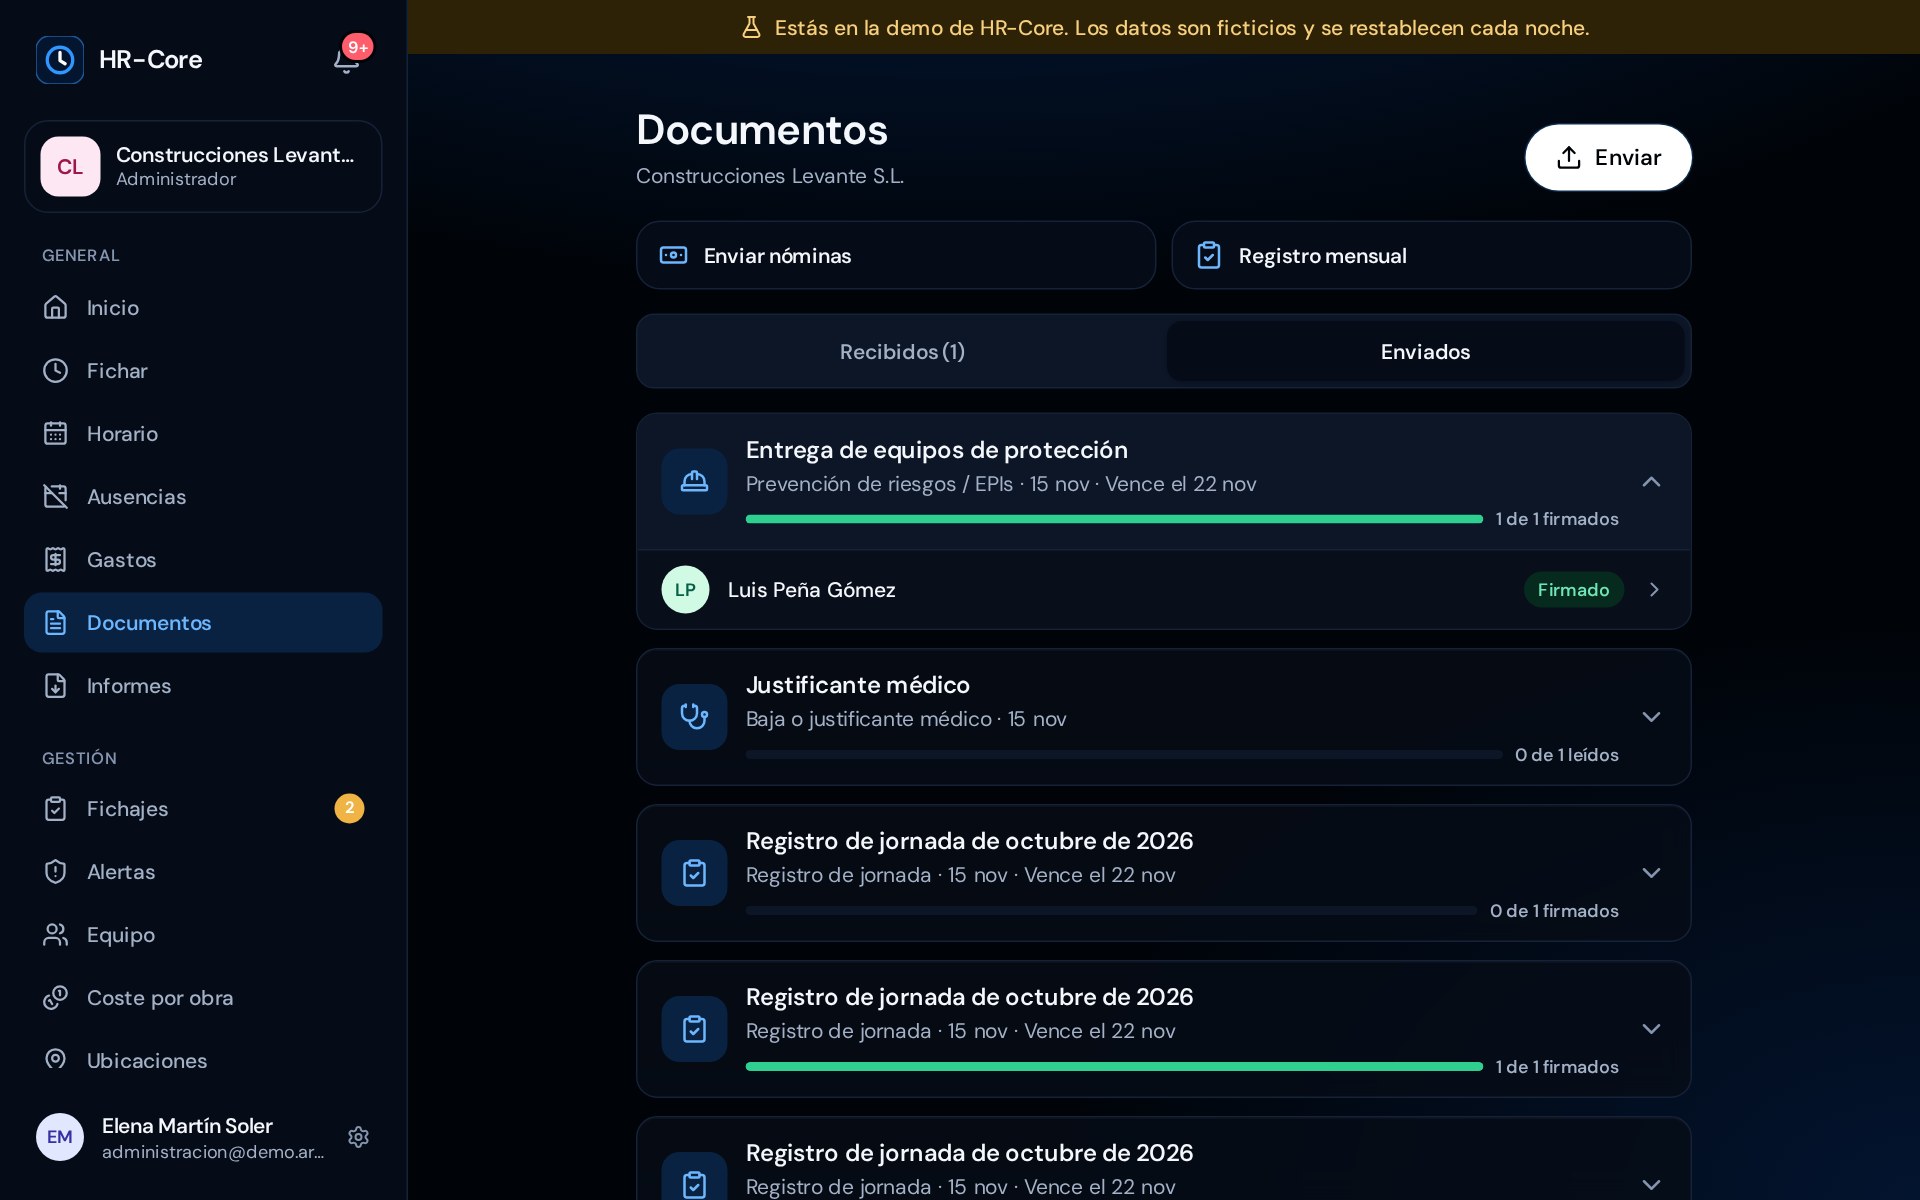 HR-Core
9+
Construcciones Levant...
CL
Administrador
GENERAL
Inicio
Fichar
Horario
Ausencias
Gastos
Documentos
Informes
GESTIÓN
Fichajes
2
Alertas
Equipo
Coste por obra
Ubicaciones
EM
Elena Martín Soler
administracion@demo.ar...
Estás en la demo de HR-Core. Los datos son ficticios y se restablecen cada noche.
Documentos
Construcciones Levante S.L.
Enviar
Enviar nóminas
Registro mensual
Recibidos (1)
Enviados
Entrega de equipos de protección
Prevención de riesgos / EPIs · 15 nov · Vence el 22 nov
1 de 1 firmados
LP
Luis Peña Gómez
Firmado
Justificante médico
Baja o justificante médico · 15 nov
0 de 1 leídos
Registro de jornada de octubre de 2026
Registro de jornada · 15 nov · Vence el 22 nov
0 de 1 firmados
Registro de jornada de octubre de 2026
Registro de jornada · 15 nov · Vence el 22 nov
1 de 1 firmados
Registro de jornada de octubre de 2026
Registro de jornada · 15 nov · Vence el 22 nov